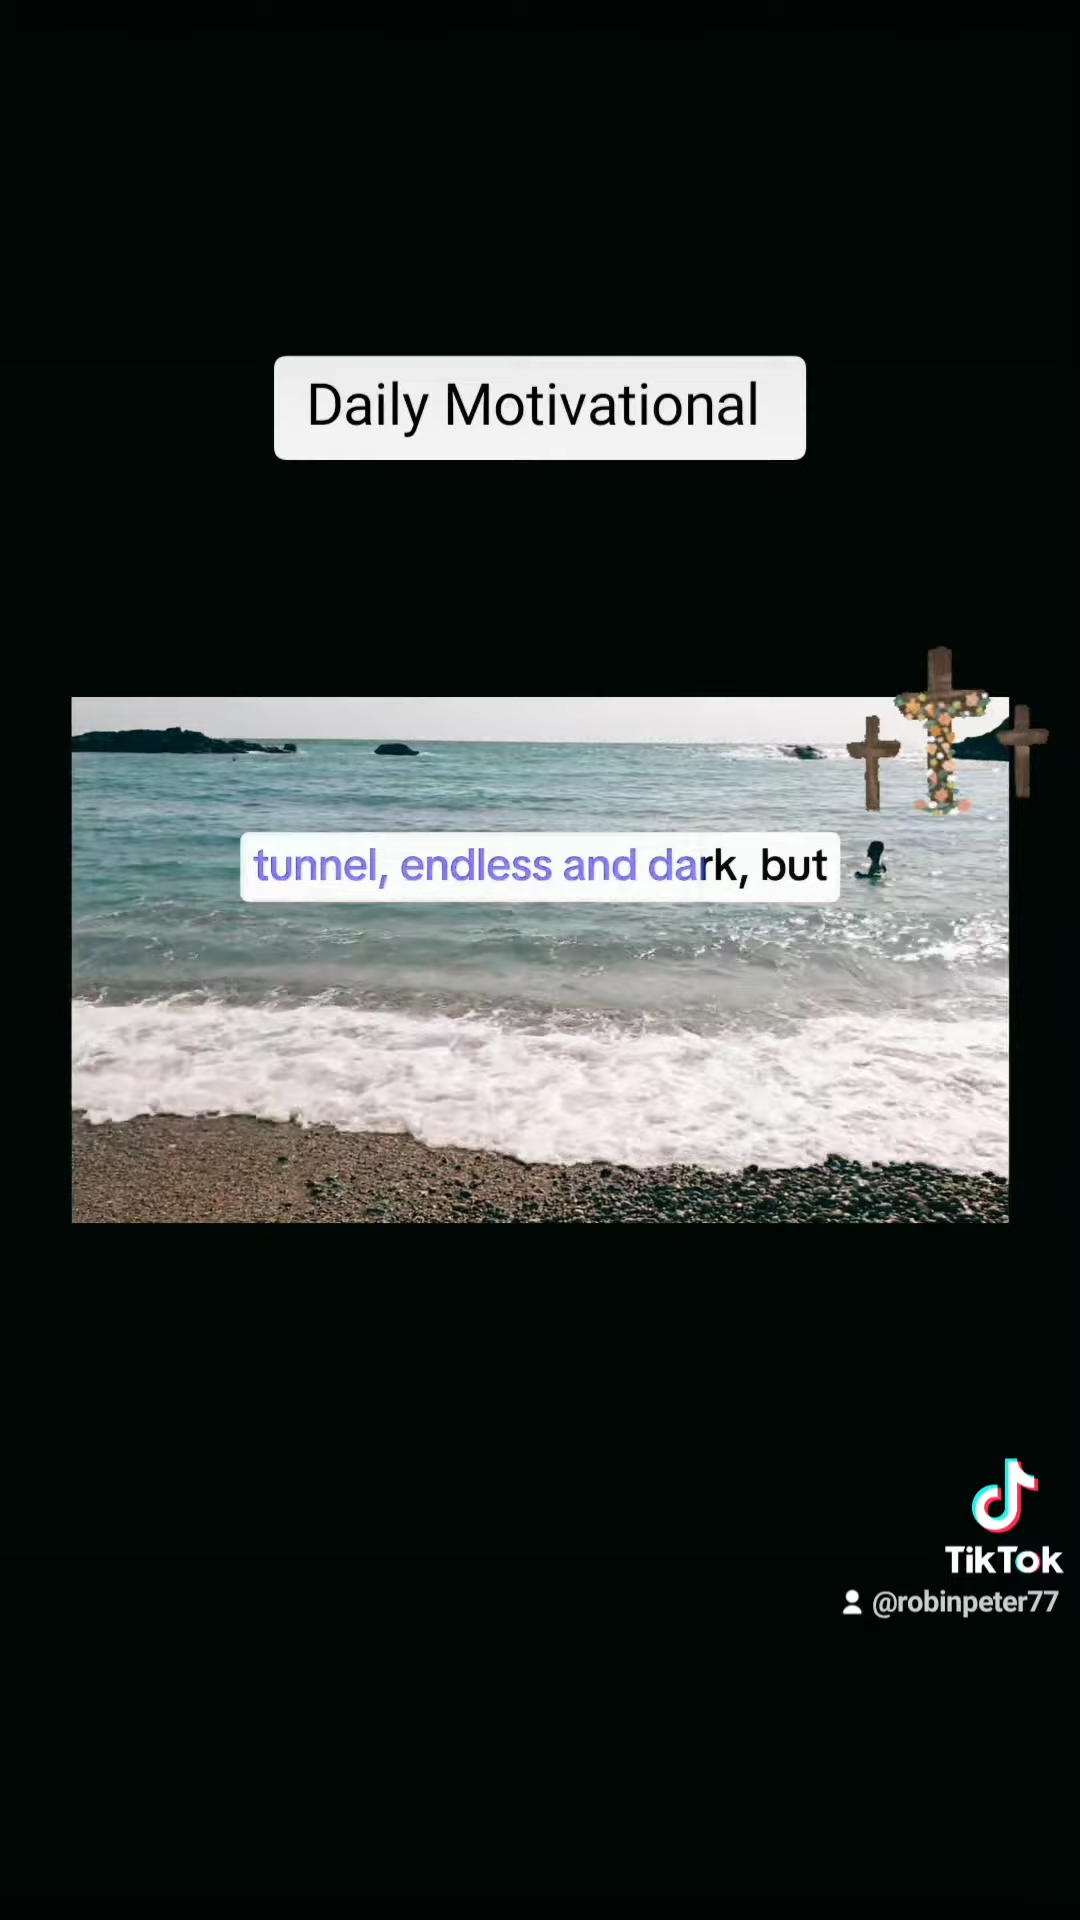 Daily Motivational
tunnel, endless and dark, but
TikTok
@robinpeter77